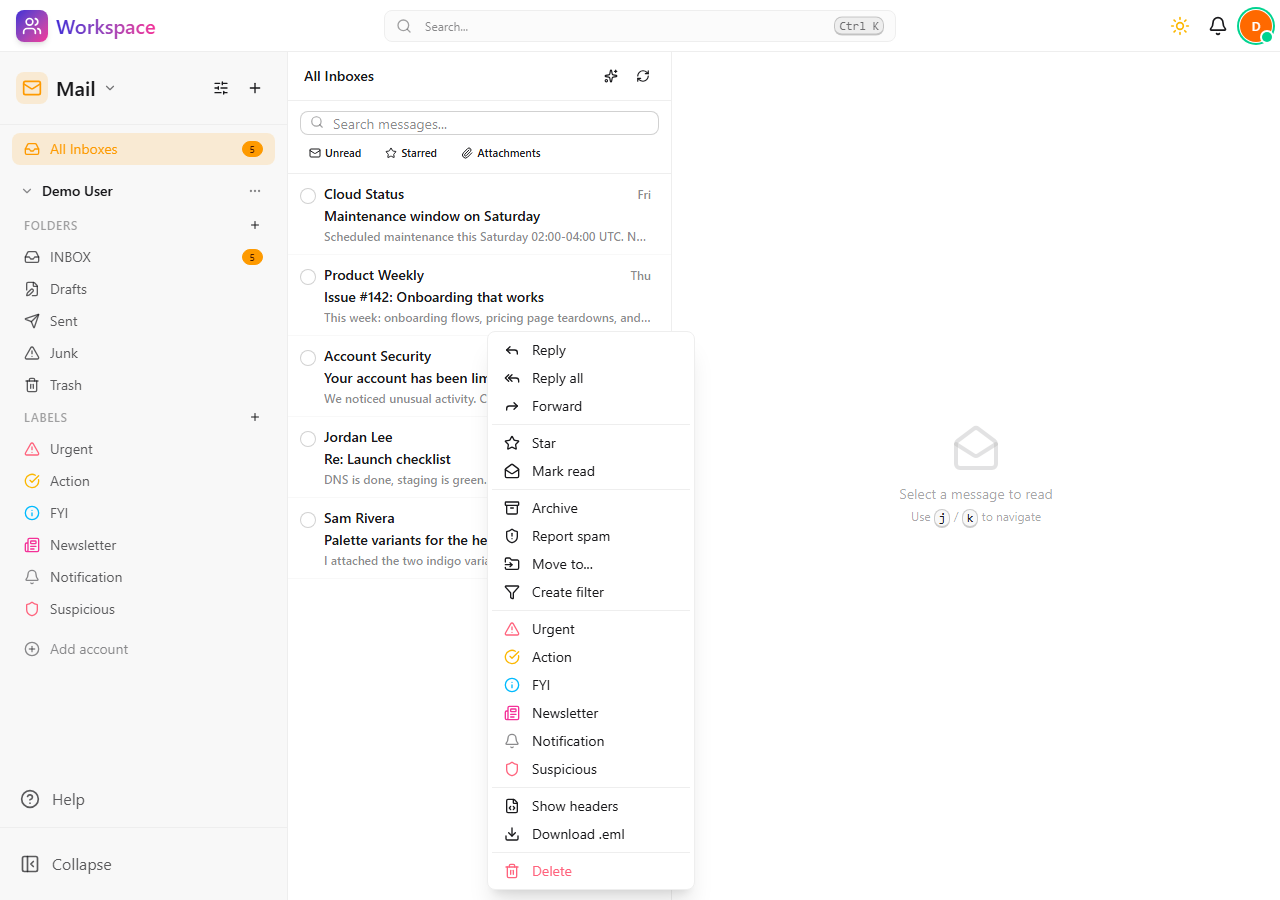 Workspace
Search...
Ctrl K
D
Mail
All Inboxes
5
Demo User
FOLDERS
INBOX
5
Drafts
Sent
Junk
Trash
LABELS
Urgent
Action
FYI
Newsletter
Notification
Suspicious
Add account
Help
Collapse
All Inboxes
Search messages...
Unread
Starred
Attachments
Cloud Status
Fri
Maintenance window on Saturday
Scheduled maintenance this Saturday 02:00-04:00 UTC. N...
Product Weekly
Thu
Issue #142: Onboarding that works
This week: onboarding flows, pricing page teardowns, and...
Account Security
Your account has been lim
We noticed unusual activity. C
Jordan Lee
Re: Launch checklist
DNS is done, staging is green.
Sam Rivera
Palette variants for the he
I attached the two indigo varia
Reply
Reply all
Forward
Star
Mark read
Archive
Report spam
Move to...
Create filter
Urgent
Action
FYI
Newsletter
Notification
Suspicious
Show headers
Download .eml
Delete
Select a message to read
Use j / k to navigate